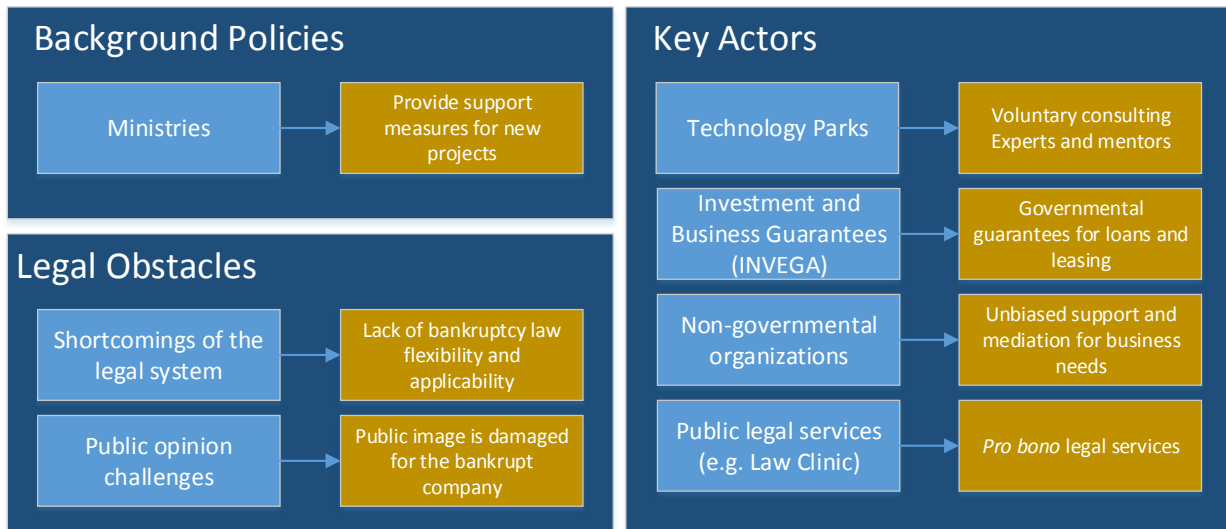 Background Policies
Ministries
Provide support
measures for new
projects
Legal Obstacles
Shortcomings of the
legal system
Lack of bankruptcy law
flexibility and
applicability
Public opinion
challenges
Public image is damaged
for the bankrupt
company
Key Actors
Technology Parks
Voluntary consulting
Experts and mentors
Investment and
Business Guarantees
(INVEGA)
Governmental
guarantees for loans and
leasing
Non-governmental
organizations
Unbiased support and
mediation for business
needs
Public legal services
(e.g. Law Clinic)
Pro bono legal services